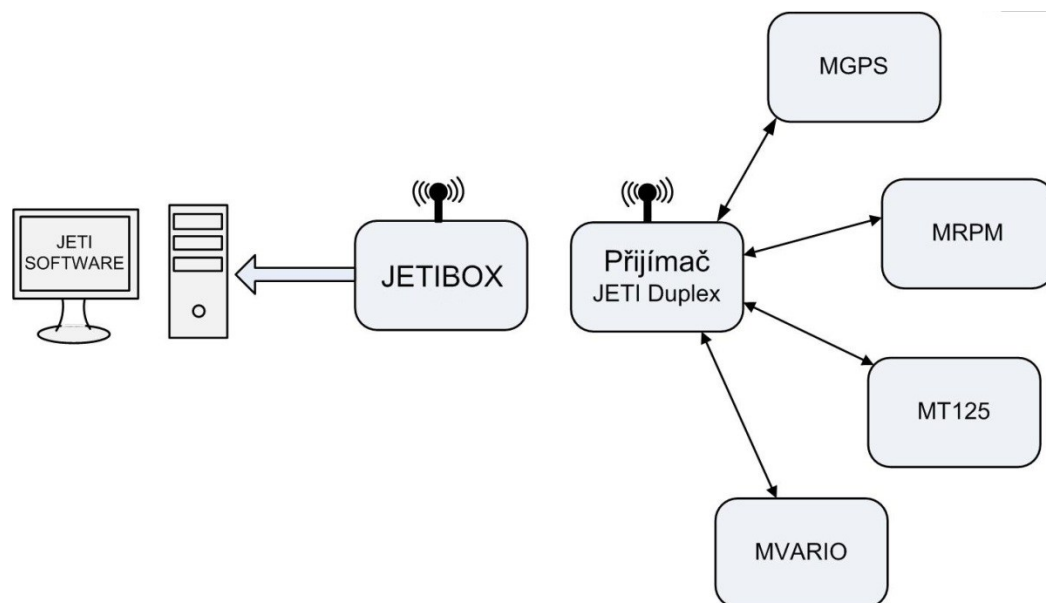 MGPS
JETI
SOFTWARE
JETIBOX
Přijímač
JETI Duplex
MRPM
MT125
MVARIO